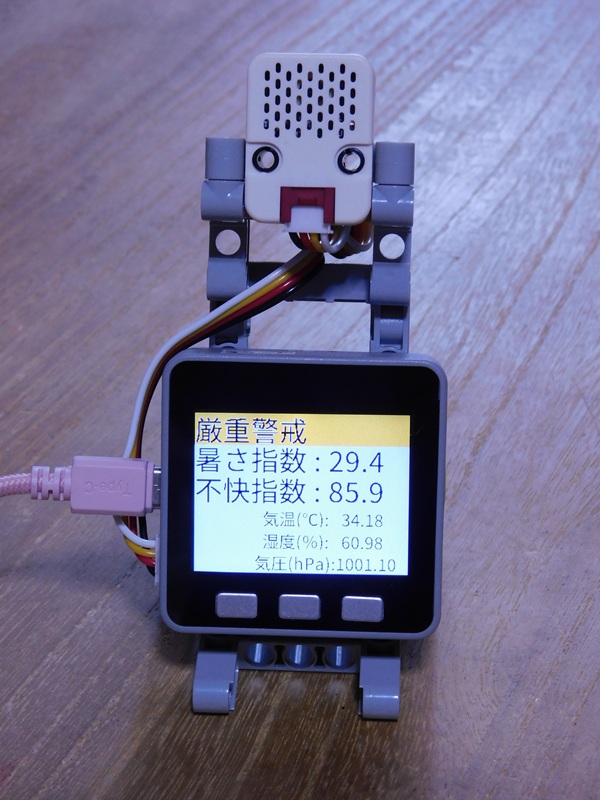 厳重警戒
暑さ指数 : 29.4
不快指数 : 85.9
気温(℃): 34.18
湿度(%): 60.98
気圧(hPa):1001.10
Type-C